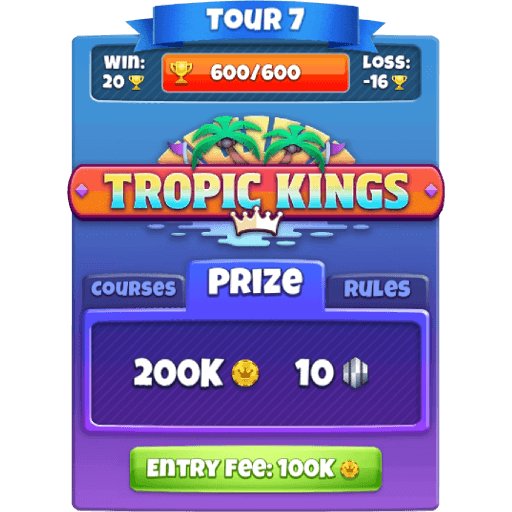 TOUR 7
WIN: 20
600/600
LOSS: -16
TROPIC KINGS
COURSES
PRIZE
RULES
200K
10
ENTRY FEE: 100K